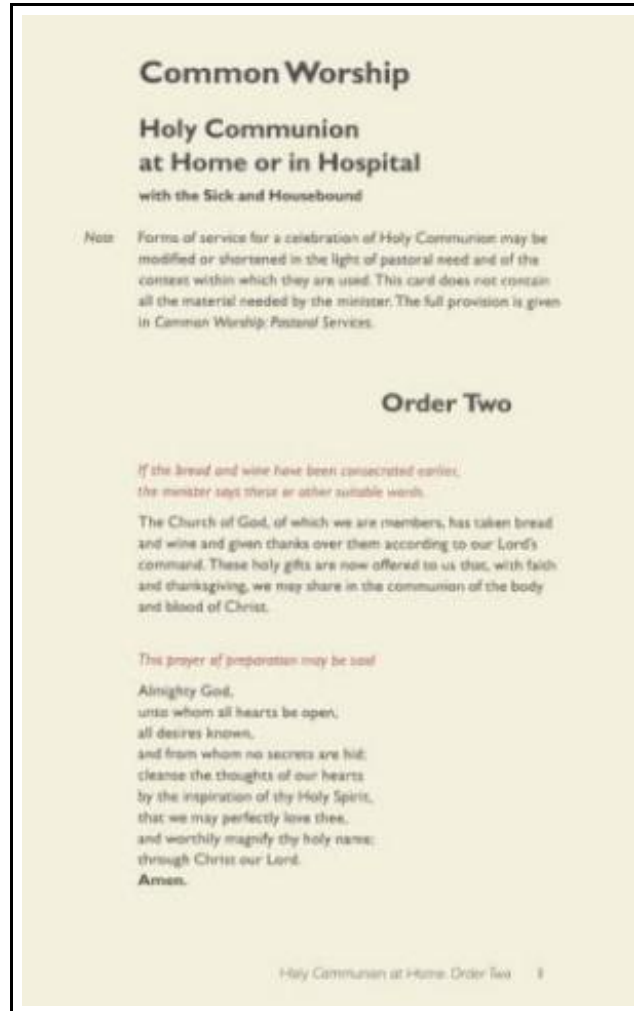 Common Worship
Holy Communion
at Home or in Hospital
with the Sick and Housebound
Note Forms of service for a celebration of Holy Communion may be
modified or shortened in the light of pastoral need and of the
context within which they are used. This card does not contain
all the material needed by the minister. The full provision is given
in Common Worship: Pastoral Services.
Order Two
If the bread and wine have been consecrated earlier,
the minister says these or other suitable words.
The Church of God, of which we are members, has taken bread
and wine and given thanks over them according to our Lord's
command. These holy gifts are now offered to us that, with faith
and thanksgiving, we may share in the communion of the body
and blood of Christ.
This prayer of preparation may be said
Almighty God,
unto whom all hearts be open,
all desires known,
and from whom no secrets are hid:
cleanse the thoughts of our hearts
by the inspiration of thy Holy Spirit,
that we may perfectly love thee,
and worthily magnify thy holy name;
through Christ our Lord.
Amen.
Holy Communion at Home: Order Two 1